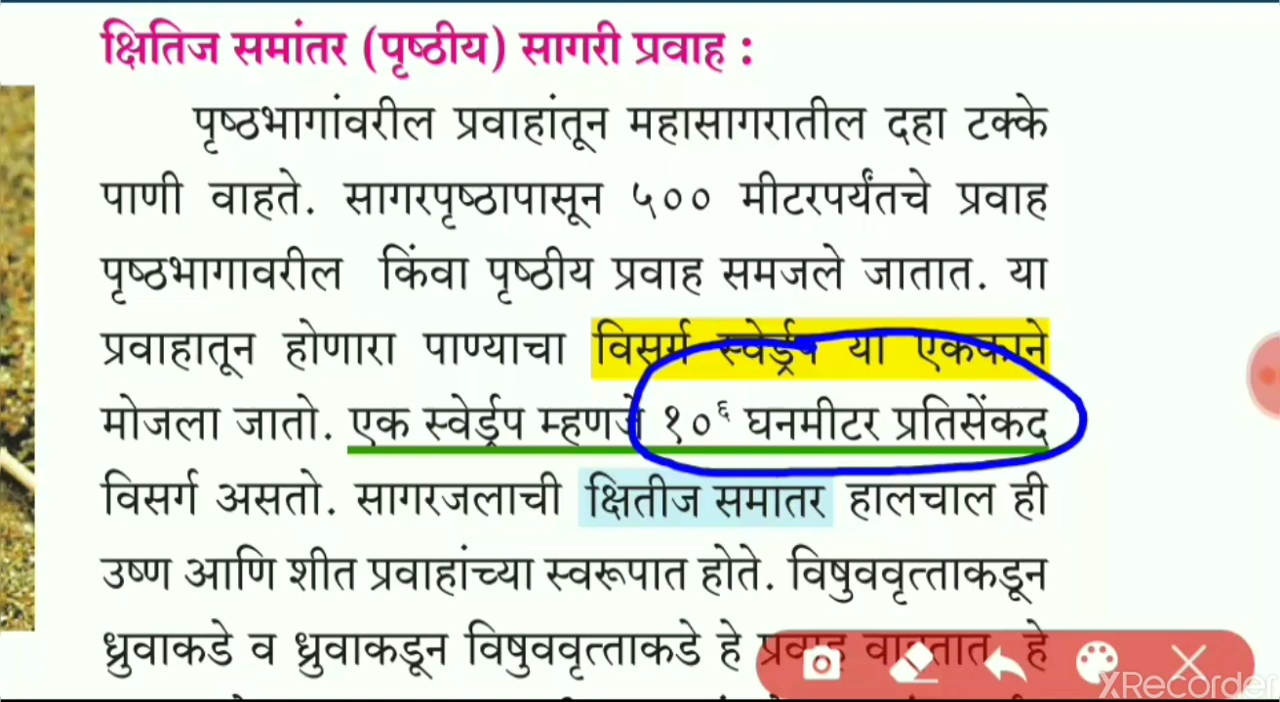 क्षितिज समांतर (पृष्ठीय) सागरी प्रवाह :
पृष्ठभागांवरील प्रवाहांतून महासागरातील दहा टक्के
पाणी वाहते. सागरपृष्ठापासून ५०० मीटरपर्यंतचे प्रवाह
पृष्ठभागावरील किंवा पृष्ठीय प्रवाह समजले जातात. या
प्रवाहातून होणारा पाण्याचा विसर्ग स्वेर्ड्रप या एककाने
मोजला जातो. एक स्वेर्ड्रप म्हणजे १०⁶ घनमीटर प्रतिसेंकद
विसर्ग असतो. सागरजलाची क्षितीज समातर हालचाल ही
उष्ण आणि शीत प्रवाहांच्या स्वरूपात होते. विषुववृत्ताकडून
ध्रुवाकडे व ध्रुवाकडून विषुववृत्ताकडे हे प्रवाह वाहतात. हे
XRecorder